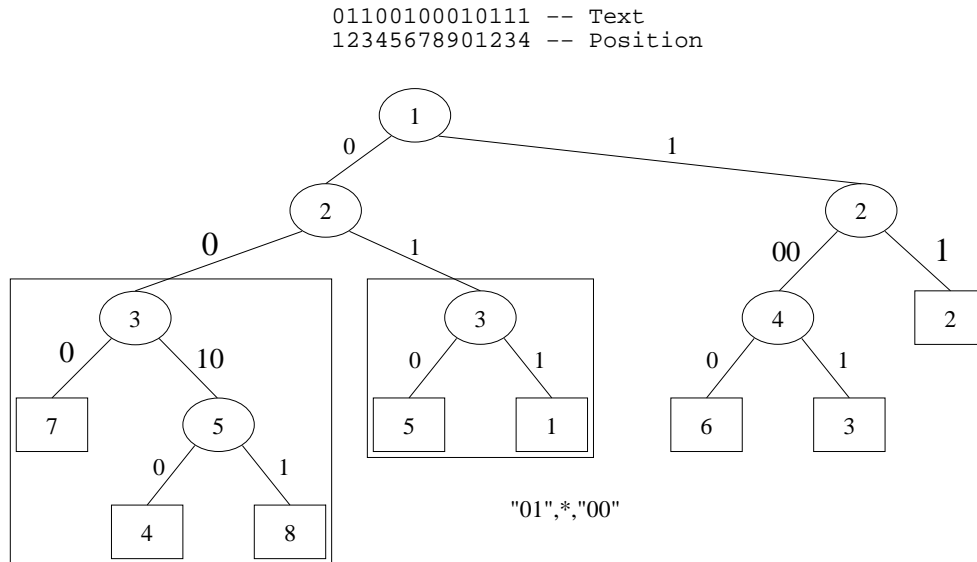 01100100010111 -- Text
12345678901234 -- Position
1
0 1
2 2
0 1 00 1
3 3 4 2
0 10 0 1 0 1
7 5 5 1 6 3
0 1
"01",*,"00"
4 8